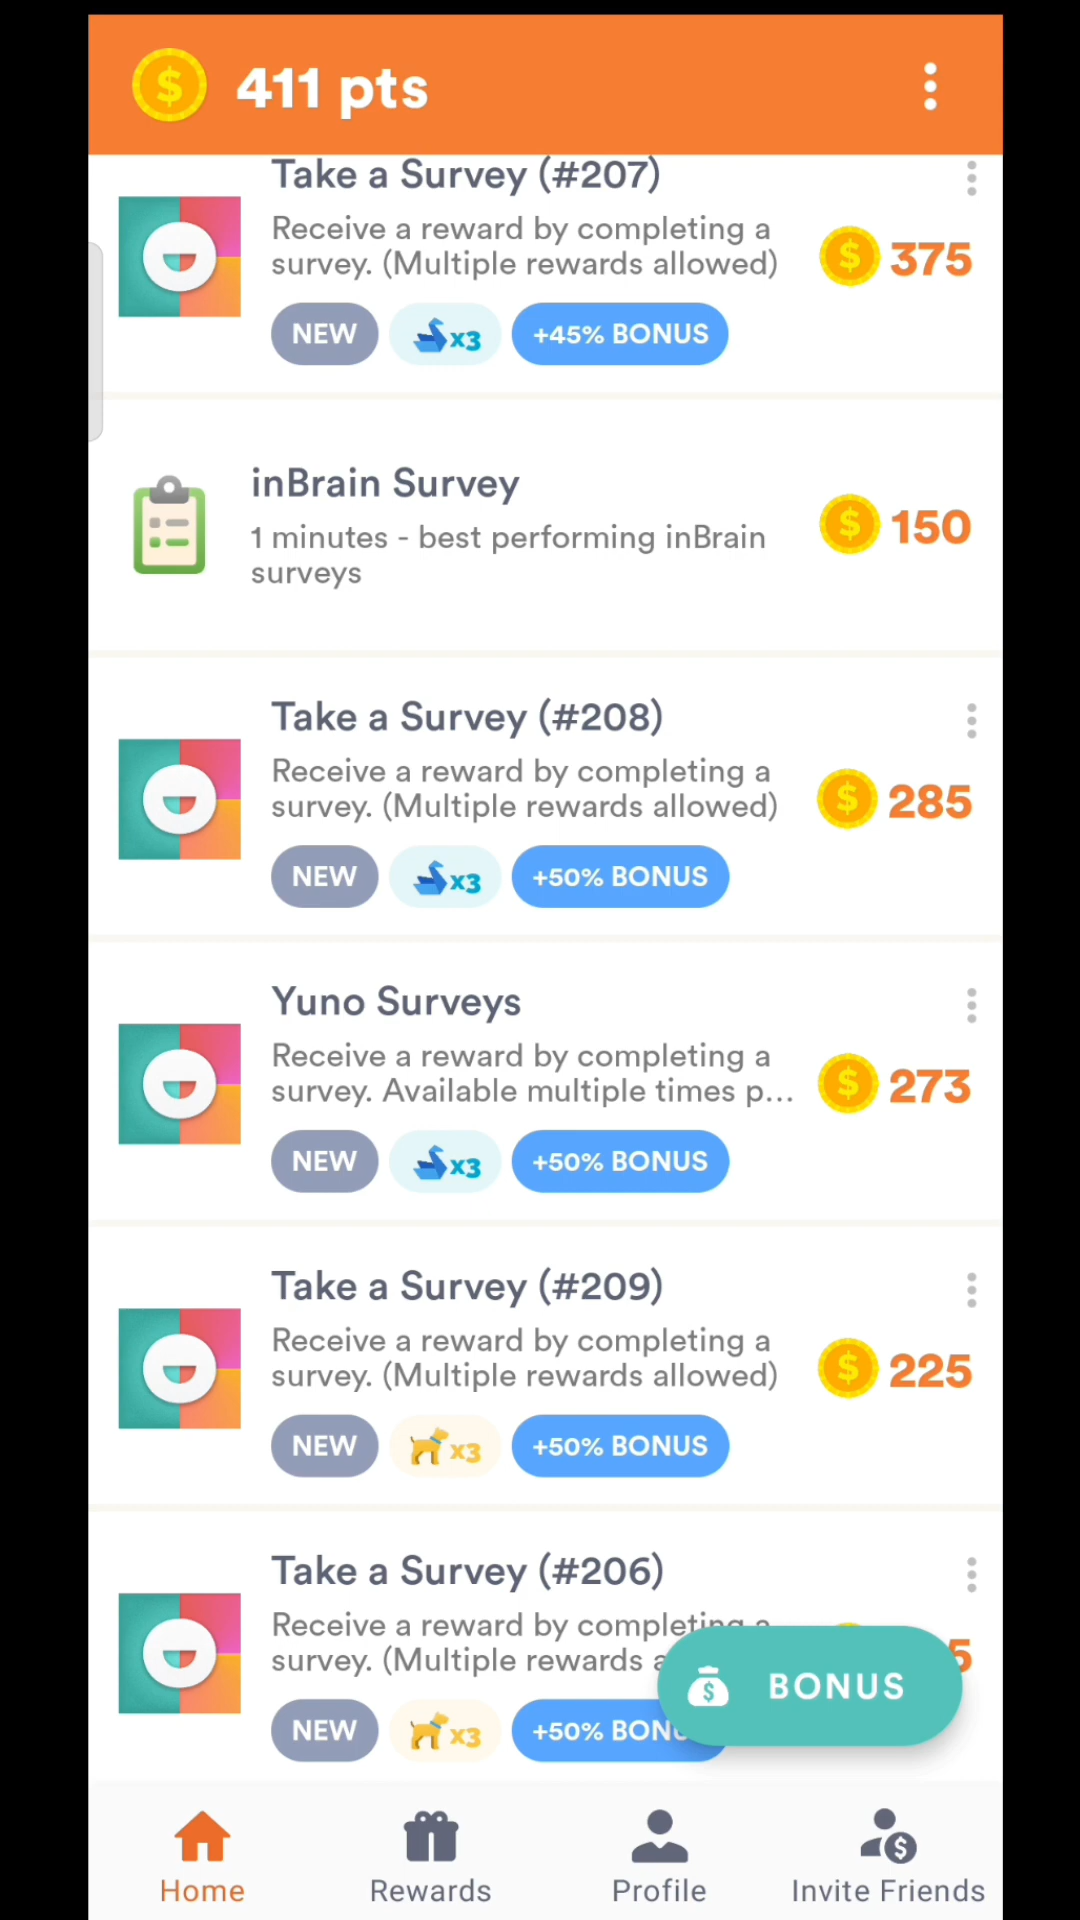 411 pts
Take a Survey (#207)
Receive a reward by completing a
survey. (Multiple rewards allowed)
375
NEW
x3
+45% BONUS
inBrain Survey
1 minutes - best performing inBrain
surveys
150
Take a Survey (#208)
Receive a reward by completing a
survey. (Multiple rewards allowed)
285
NEW
x3
+50% BONUS
Yuno Surveys
Receive a reward by completing a
survey. Available multiple times p...
273
NEW
x3
+50% BONUS
Take a Survey (#209)
Receive a reward by completing a
survey. (Multiple rewards allowed)
225
NEW
x3
+50% BONUS
Take a Survey (#206)
Receive a reward by completing a
survey. (Multiple rewards
NEW
x3
+50%
BONUS
Home
Rewards
Profile
Invite Friends